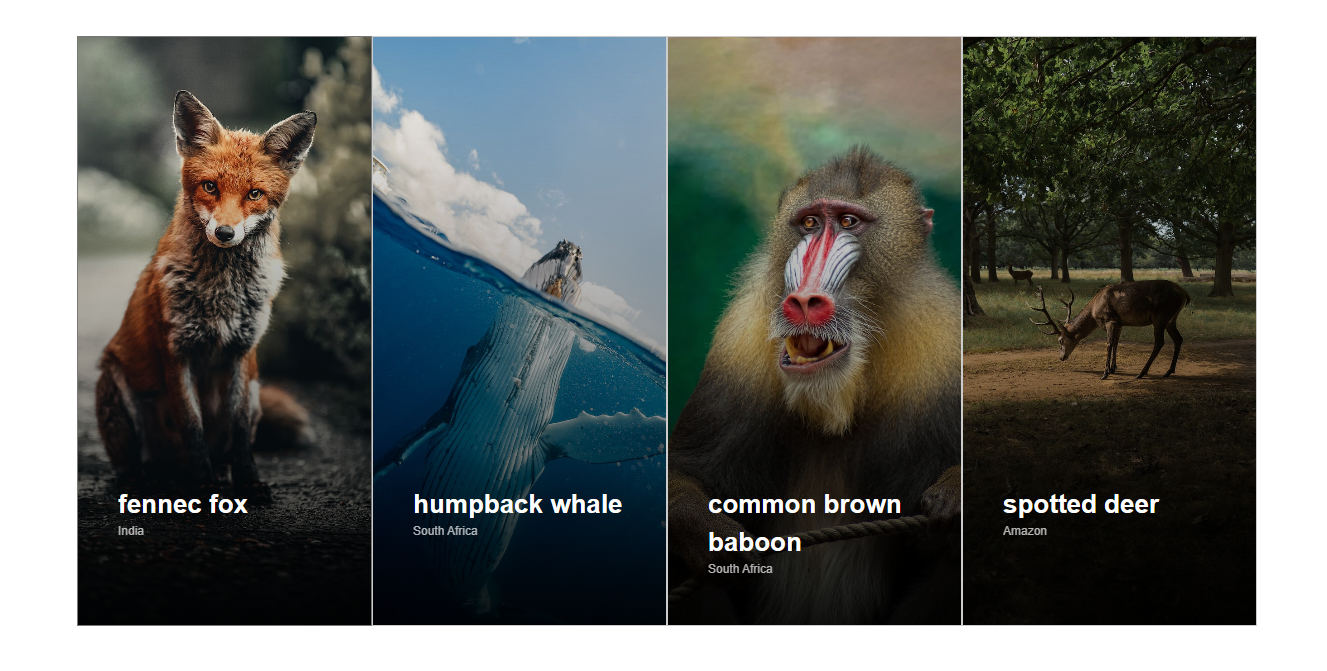 fennec fox
India
humpback whale
South Africa
common brown
baboon
South Africa
spotted deer
Amazon